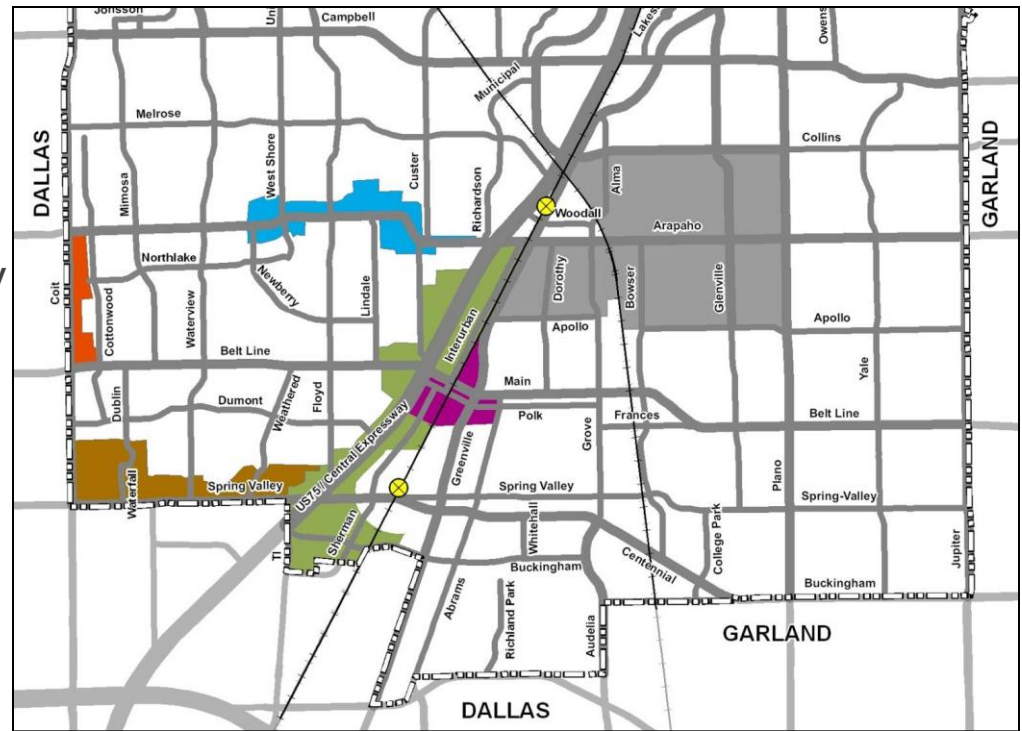 Jonsson
Campbell
Lakes
Owens
Municipal
Melrose
Collins
DALLAS
GARLAND
Mimosa
West Shore
Custer
Richardson
Alma
Woodall
Arapaho
Northlake
Newberry
Lindale
Dorothy
Bowser
Glenville
Coit
Cottonwood
Waterview
Interurban
Apollo
Apollo
Belt Line
Yale
Main
Dublin
Dumont
Weathered
Floyd
Polk
Frances
Belt Line
US75 / Central Expressway
Greenville
Grove
Plano
Waterfall
Spring Valley
Spring Valley
Spring-Valley
TI
Sherman
Whitehall
College Park
Jupiter
Centennial
Buckingham
Buckingham
Abrams
Richland Park
Audelia
GARLAND
DALLAS